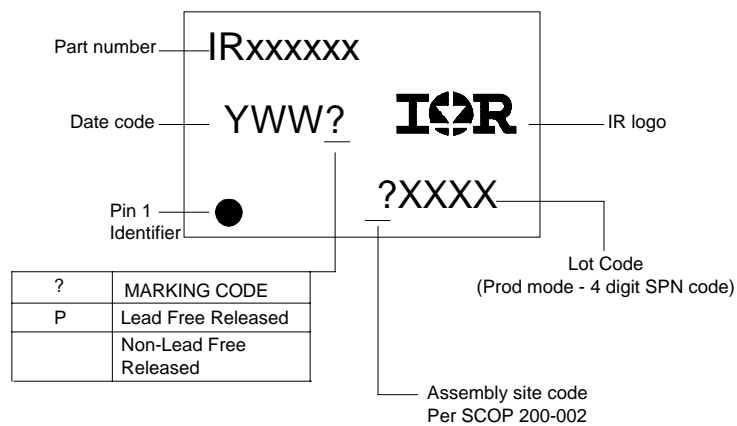 Part number
IRxxxxxx
Date code
YWW?
IOR
IR logo
Pin 1
Identifier
?XXXX
Lot Code
(Prod mode - 4 digit SPN code)
? MARKING CODE
P Lead Free Released
Non-Lead Free
Released
Assembly site code
Per SCOP 200-002